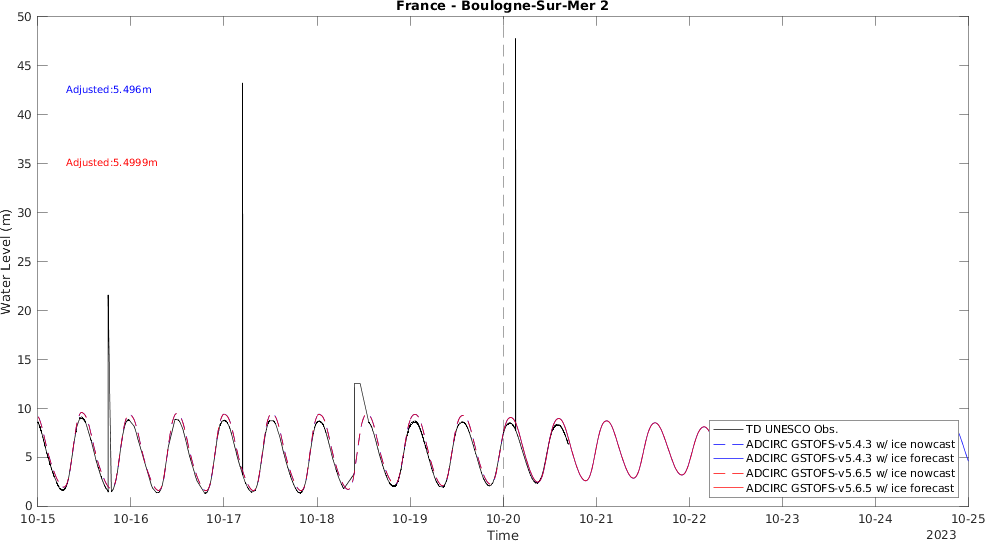 France - Boulogne-Sur-Mer 2
50
45
40
35
30
25
20
15
10
5
0
Water Level (m)
Adjusted:5.496m
Adjusted:5.4999m
TD UNESCO Obs.
ADCIRC GSTOFS-v5.4.3 w/ ice nowcast
ADCIRC GSTOFS-v5.4.3 w/ ice forecast
ADCIRC GSTOFS-v5.6.5 w/ ice nowcast
ADCIRC GSTOFS-v5.6.5 w/ ice forecast
10-15 10-16 10-17 10-18 10-19 10-20 10-21 10-22 10-23 10-24 10-25
Time
2023